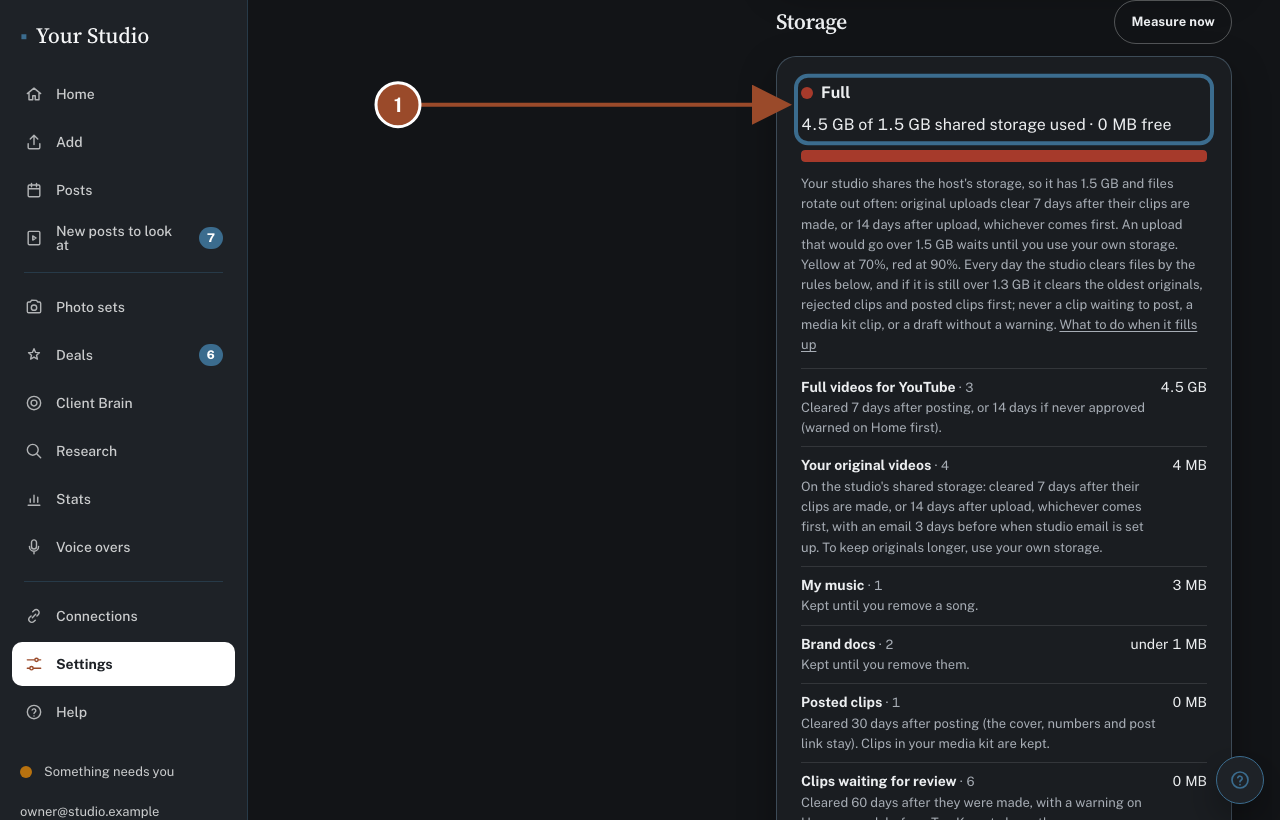 Your Studio
Home
Add
Posts
New posts to look
at
7
Photo sets
Deals
6
Client Brain
Research
Stats
Voice overs
Connections
Settings
Help
Something needs you
owner@studio.example
Storage
Measure now
1
Full
4.5 GB of 1.5 GB shared storage used · 0 MB free
Your studio shares the host's storage, so it has 1.5 GB and files
rotate out often: original uploads clear 7 days after their clips are
made, or 14 days after upload, whichever comes first. An upload
that would go over 1.5 GB waits until you use your own storage.
Yellow at 70%, red at 90%. Every day the studio clears files by the
rules below, and if it is still over 1.3 GB it clears the oldest originals,
rejected clips and posted clips first; never a clip waiting to post, a
media kit clip, or a draft without a warning. What to do when it fills
up
Full videos for YouTube · 3
4.5 GB
Cleared 7 days after posting, or 14 days if never approved
(warned on Home first).
Your original videos · 4
4 MB
On the studio's shared storage: cleared 7 days after their
clips are made, or 14 days after upload, whichever comes
first, with an email 3 days before when studio email is set
up. To keep originals longer, use your own storage.
My music · 1
3 MB
Kept until you remove a song.
Brand docs · 2
under 1 MB
Kept until you remove them.
Posted clips · 1
0 MB
Cleared 30 days after posting (the cover, numbers and post
link stay). Clips in your media kit are kept.
Clips waiting for review · 6
0 MB
Cleared 60 days after they were made, with a warning on